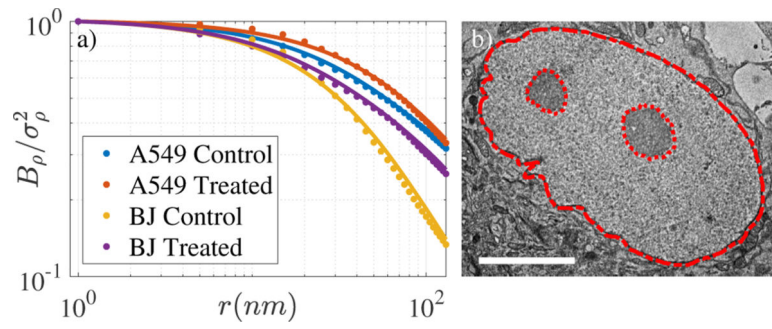 a)
10^0
B_ρ/σ_ρ^2
A549 Control
A549 Treated
BJ Control
BJ Treated
10^-1
10^0
r(nm)
10^2
b)